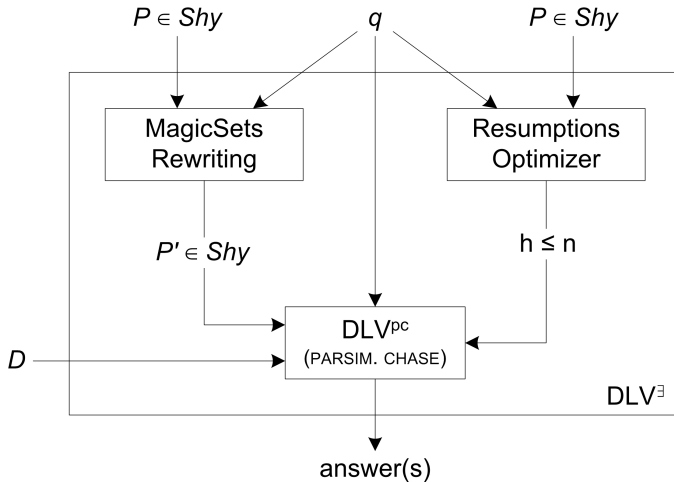 P ∈ Shy
q
P ∈ Shy
MagicSets
Rewriting
Resumptions
Optimizer
P' ∈ Shy
h ≤ n
DLVᵖᶜ
(PARSIM. CHASE)
D
DLV∃
answer(s)